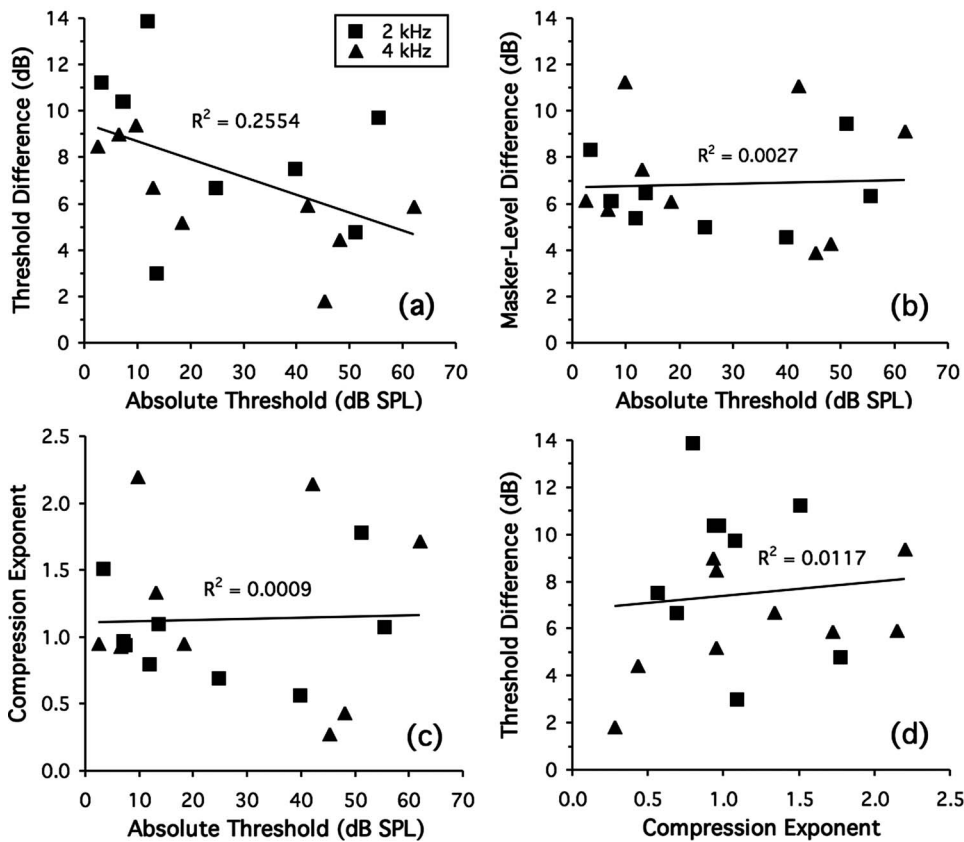 14
12
10
8
6
4
2
0
Threshold Difference (dB)
■ 2 kHz
▲ 4 kHz
R² = 0.2554
(a)
0 10 20 30 40 50 60 70
Absolute Threshold (dB SPL)
14
12
10
8
6
4
2
0
Masker-Level Difference (dB)
R² = 0.0027
(b)
0 10 20 30 40 50 60 70
Absolute Threshold (dB SPL)
2.5
2.0
1.5
1.0
0.5
0.0
Compression Exponent
R² = 0.0009
(c)
0 10 20 30 40 50 60 70
Absolute Threshold (dB SPL)
14
12
10
8
6
4
2
0
Threshold Difference (dB)
R² = 0.0117
(d)
0.0 0.5 1.0 1.5 2.0 2.5
Compression Exponent